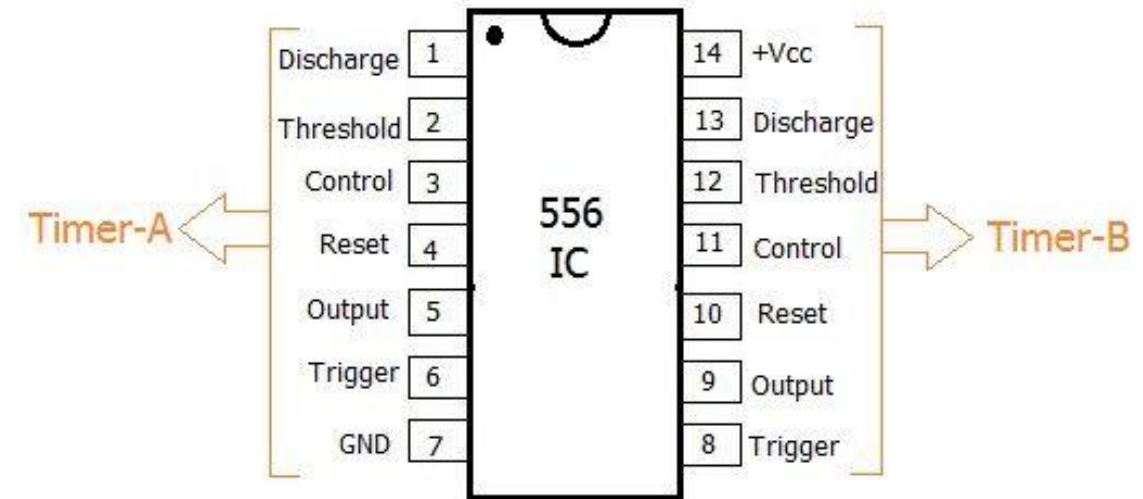 Discharge 1
Threshold 2
Control 3
Reset 4
Output 5
Trigger 6
GND 7
Timer-A
556
IC
14 +Vcc
13 Discharge
12 Threshold
11 Control
10 Reset
9 Output
8 Trigger
Timer-B